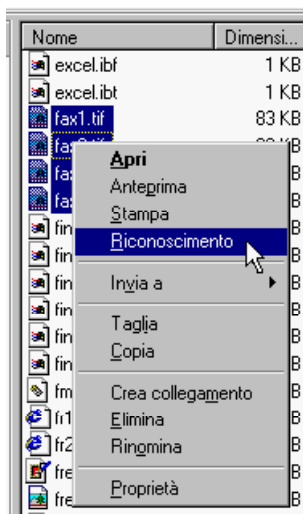 Nome Dimensi...
excel.ibf 1 KB
excel.ibt 1 KB
fax1.tif 83 KB
Apri
Anteprima
Stampa
Riconoscimento
Invia a
Taglia
Copia
Crea collegamento
Elimina
Rinomina
Proprietà